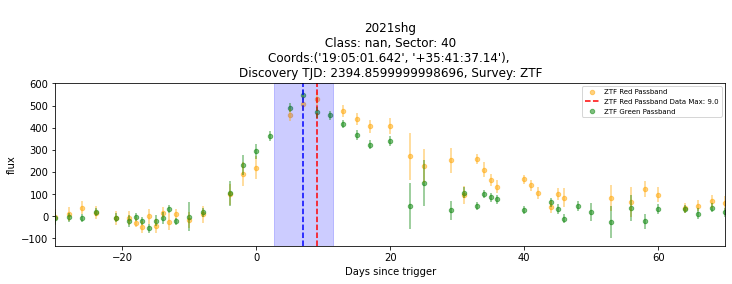 2021shg
Class: nan, Sector: 40
Coords:('19:05:01.642', '+35:41:37.14'),
Discovery TJD: 2394.8599999998696, Survey: ZTF
600
500
400
300
200
100
0
−100
flux
ZTF Red Passband
ZTF Red Passband Data Max: 9.0
ZTF Green Passband
−20
0
20
40
60
Days since trigger